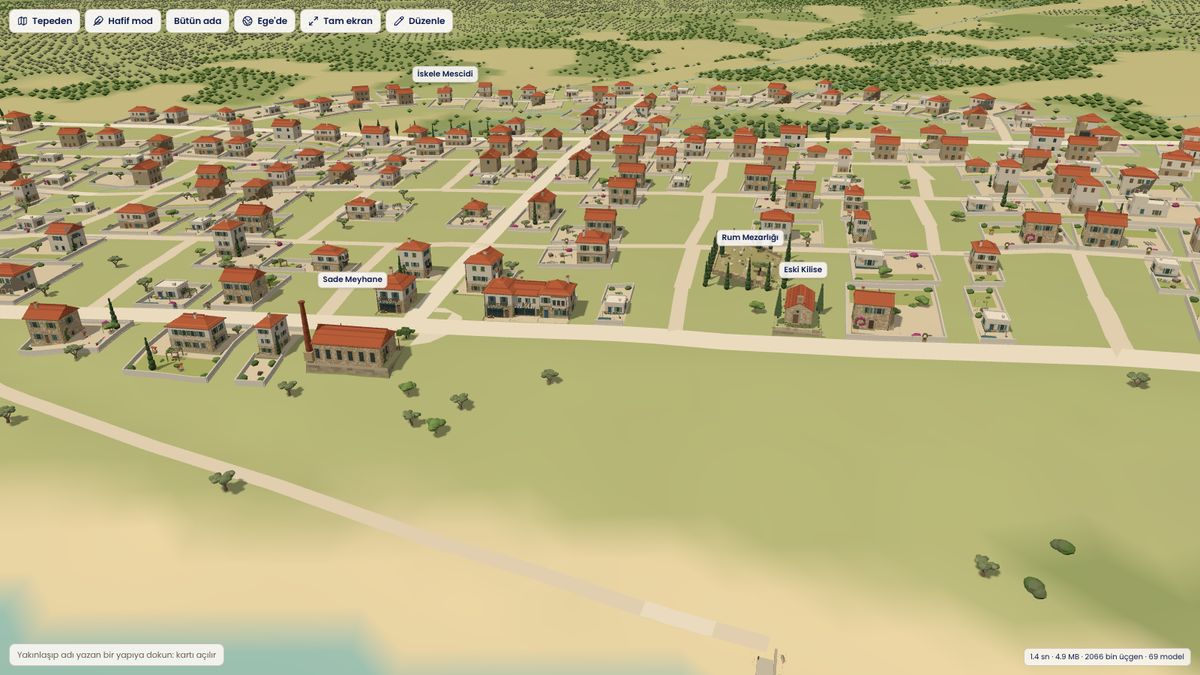 Tepeden
Hafif mod
Bütün ada
Ege'de
Tam ekran
Düzenle
İskele Mescidi
Rum Mezarlığı
Eski Kilise
Sade Meyhane
Yakınlaşıp adı yazan bir yapıya dokun: kartı açılır
1.4 sn · 4.9 MB · 2066 bin üçgen · 69 model